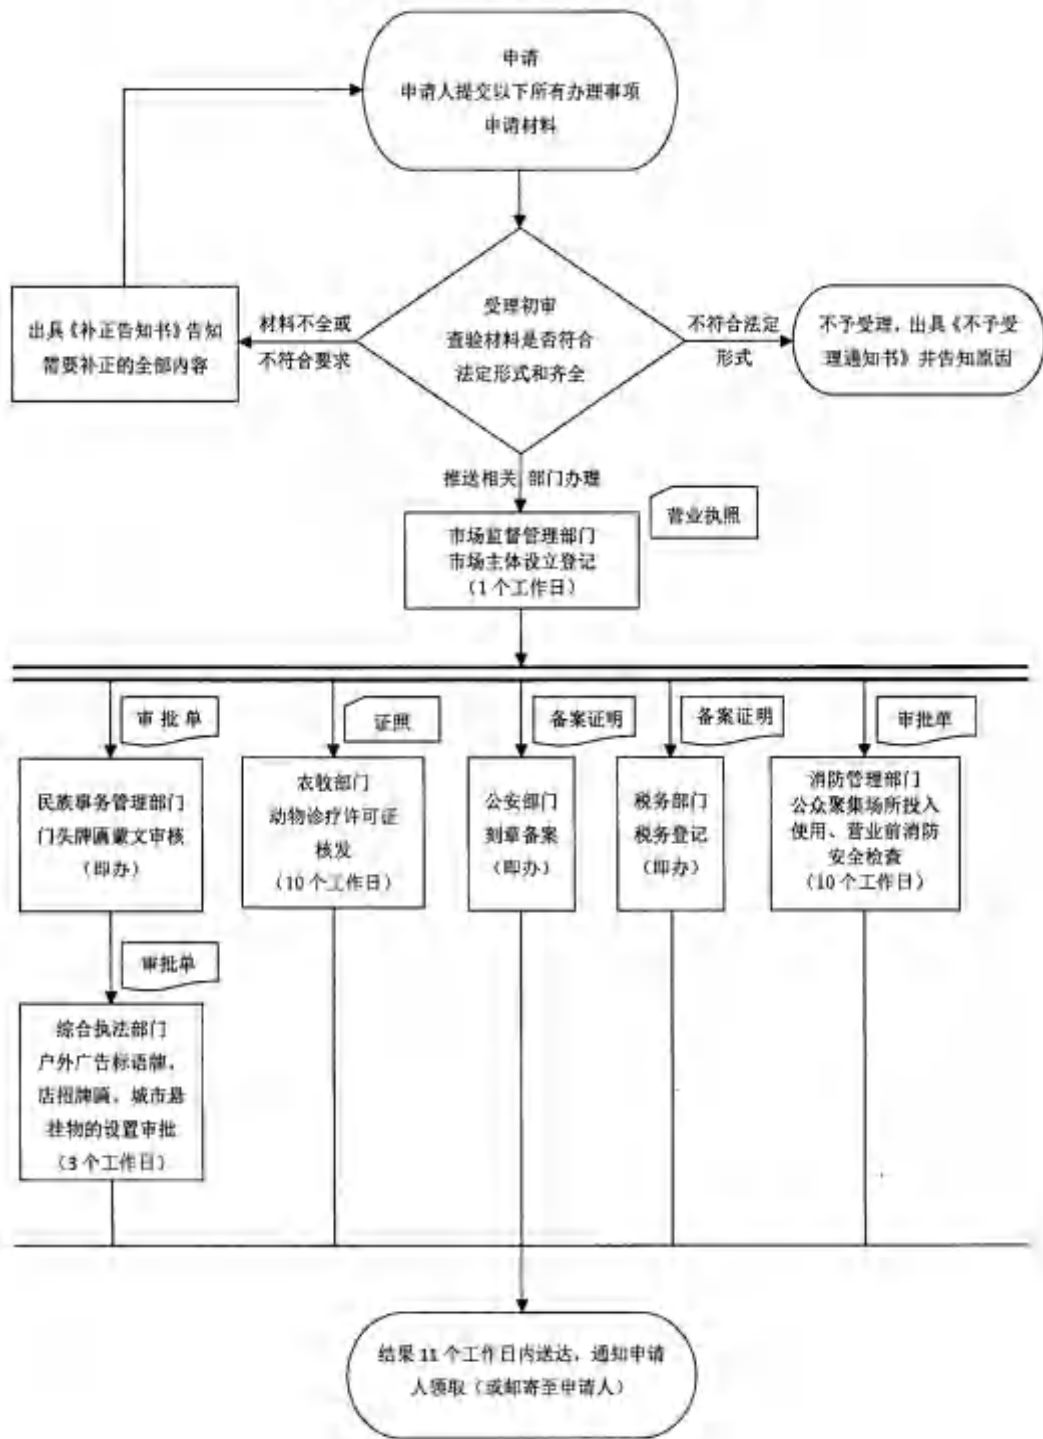 申请
申请人提交以下所有办理事项
申请材料
受理初审
查验材料是否符合
法定形式和齐全
材料不全或
不符合要求
出具《补正告知书》告知
需要补正的全部内容
不符合法定
形式
不予受理，出具《不予受
理通知书》并告知原因
推送相关 部门办理
营业执照
市场监督管理部门
市场主体设立登记
（1 个工作日）
审 批 单
证照
备案证明
备案证明
审批单
民族事务管理部门
门头牌匾蒙文审核
（即办）
农牧部门
动物诊疗许可证
核发
（10 个工作日）
公安部门
刻章备案
（即办）
税务部门
税务登记
（即办）
消防管理部门
公众聚集场所投入
使用、营业前消防
安全检查
（10 个工作日）
审批单
综合执法部门
户外广告标语牌，
店招牌匾，城市悬
挂物的设置审批
（3 个工作日）
结果 11 个工作日内送达，通知申请
人领取（或邮寄至申请人）